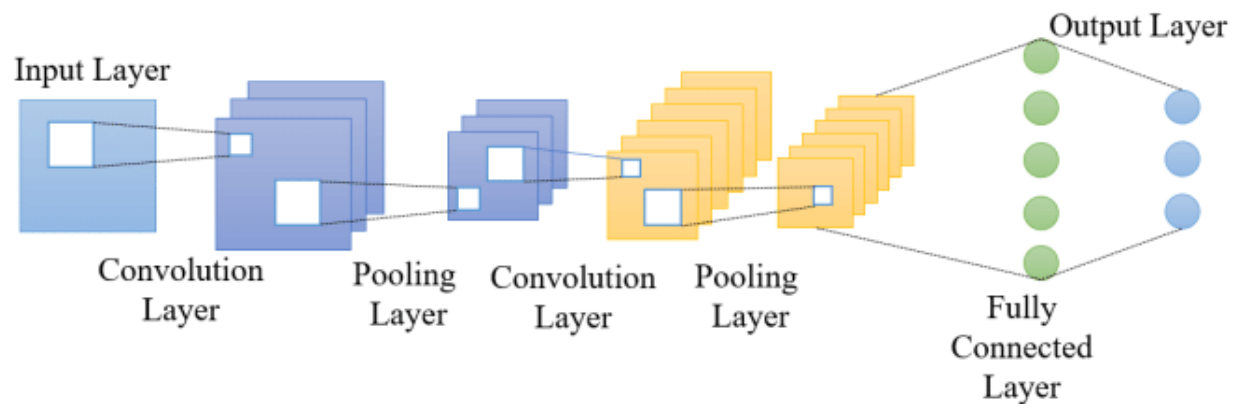 Input Layer
Output Layer
Convolution
Layer
Pooling
Layer
Convolution
Layer
Pooling
Layer
Fully
Connected
Layer